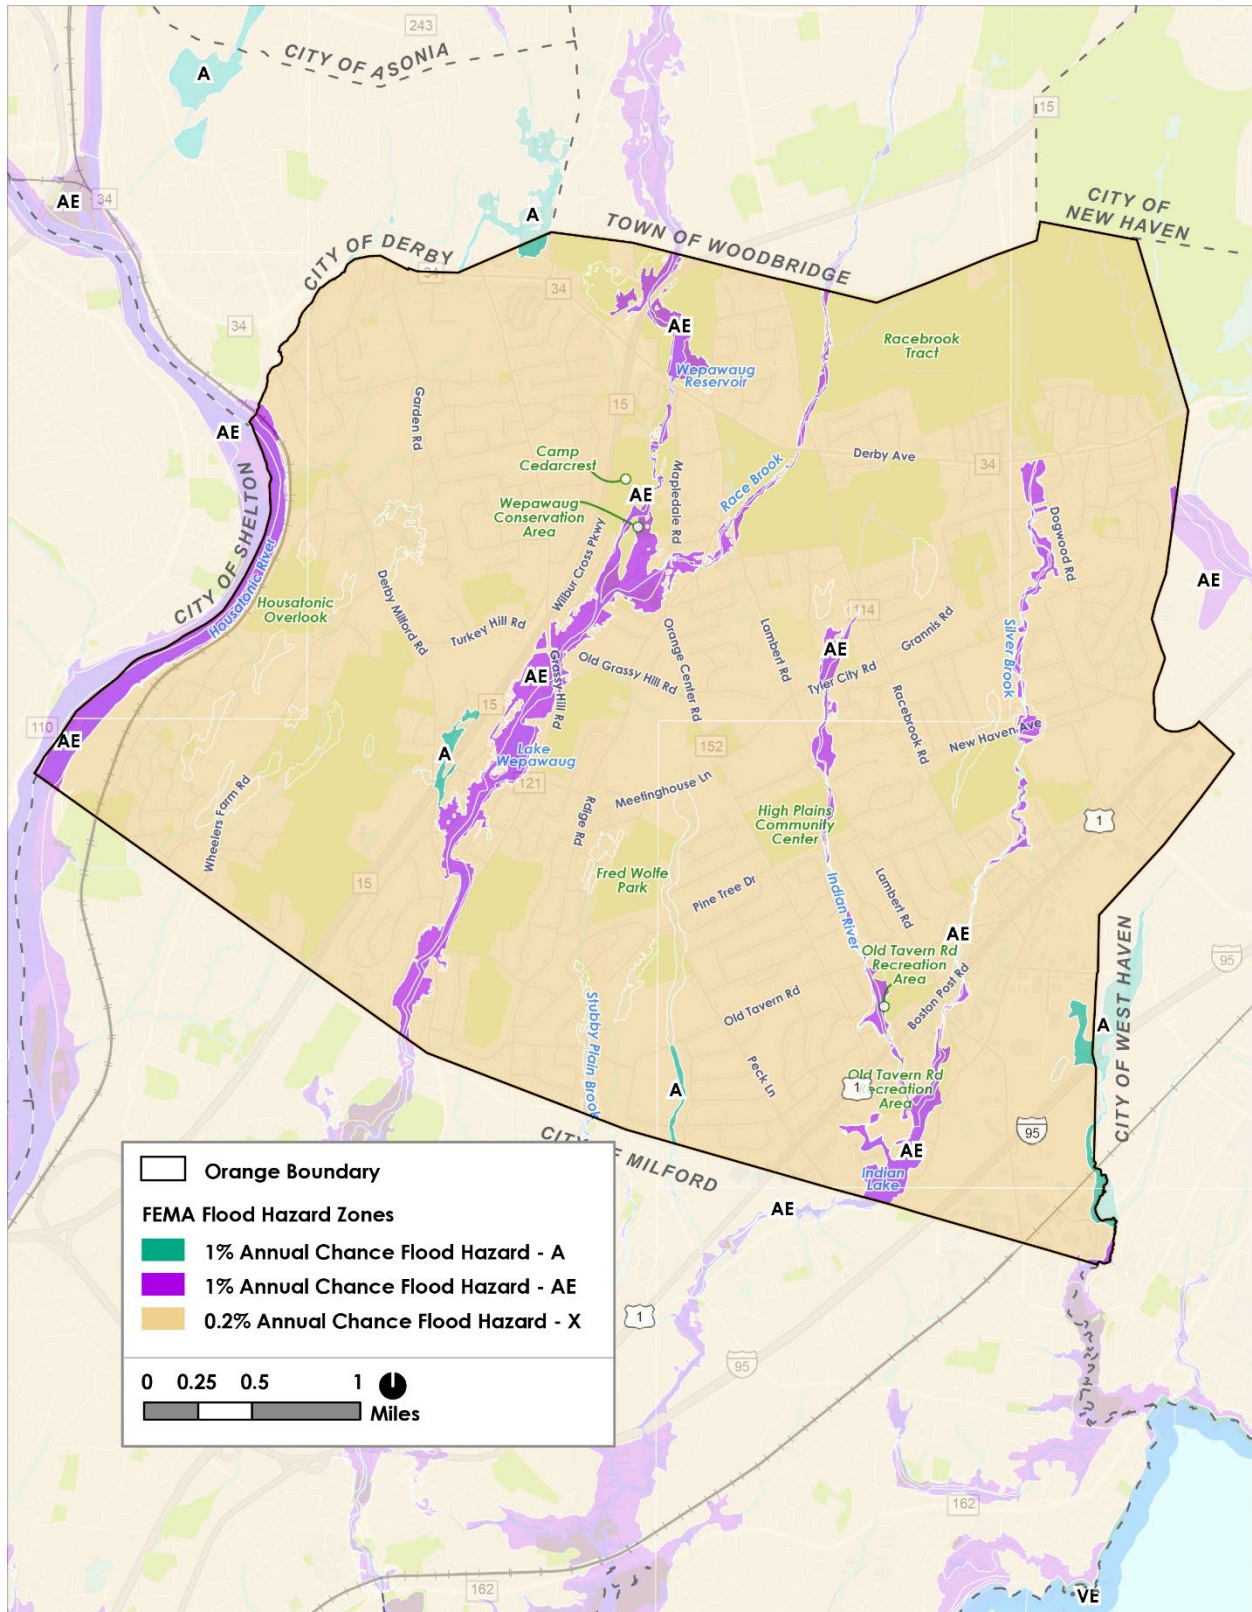 243
CITY OF ASONIA
A
15
AE
34
A
CITY OF
NEW HAVEN
TOWN OF WOODBRIDGE
CITY OF DERBY
34
34
34
AE
Racebrook
Tract
Wepawaug
Reservoir
15
Garden Rd
AE
CITY OF SHELTON
Camp
Cedarcrest
Derby Ave
34
AE
Mapledale Rd
Race Brook
Wepawaug
Conservation
Area
Dogwood Rd
Wilbur Cross Pkwy
AE
Housatonic River
Housatonic
Overlook
Derby Milford Rd
Turkey Hill Rd
114
Grannis Rd
Silver Brook
Lambert Rd
Orange Center Rd
AE
Old Grassy Hill Rd
Grassy Hill Rd
AE
Tyler City Rd
15
Racebrook Rd
110
AE
New Haven Ave
A
Lake
Wepawaug
152
121
Meetinghouse Ln
Rdige Rd
Wheelers Farm Rd
High Plains
Community
Center
1
15
Fred Wolfe
Park
Pine Tree Dr
Indian River
Lambert Rd
AE
Old Tavern Rd
Recreation
Area
95
CITY OF WEST HAVEN
Boston Post Rd
Old Tavern Rd
Stubby Plain Brook
A
Peck Ln
1
Old Tavern Rd
Recreation
Area
A
95
CITY OF MILFORD
AE
Indian
Lake
AE
Orange Boundary
FEMA Flood Hazard Zones
1% Annual Chance Flood Hazard - A
1% Annual Chance Flood Hazard - AE
0.2% Annual Chance Flood Hazard - X
0 0.25 0.5 1
Miles
1
95
162
162
VE